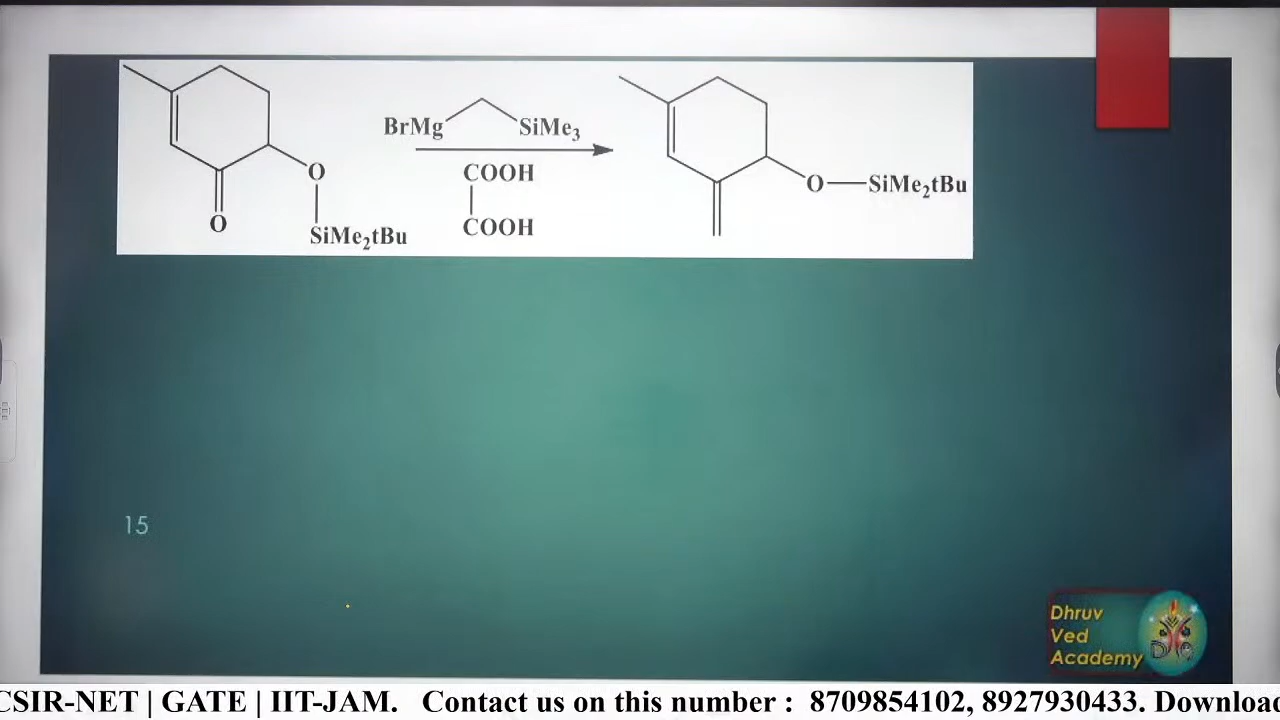 BrMg SiMe3
COOH
COOH
O
O
SiMe2tBu
O SiMe2tBu
15
Dhruv
Ved
Academy
CSIR-NET | GATE | IIT-JAM. Contact us on this number : 8709854102, 8927930433. Download